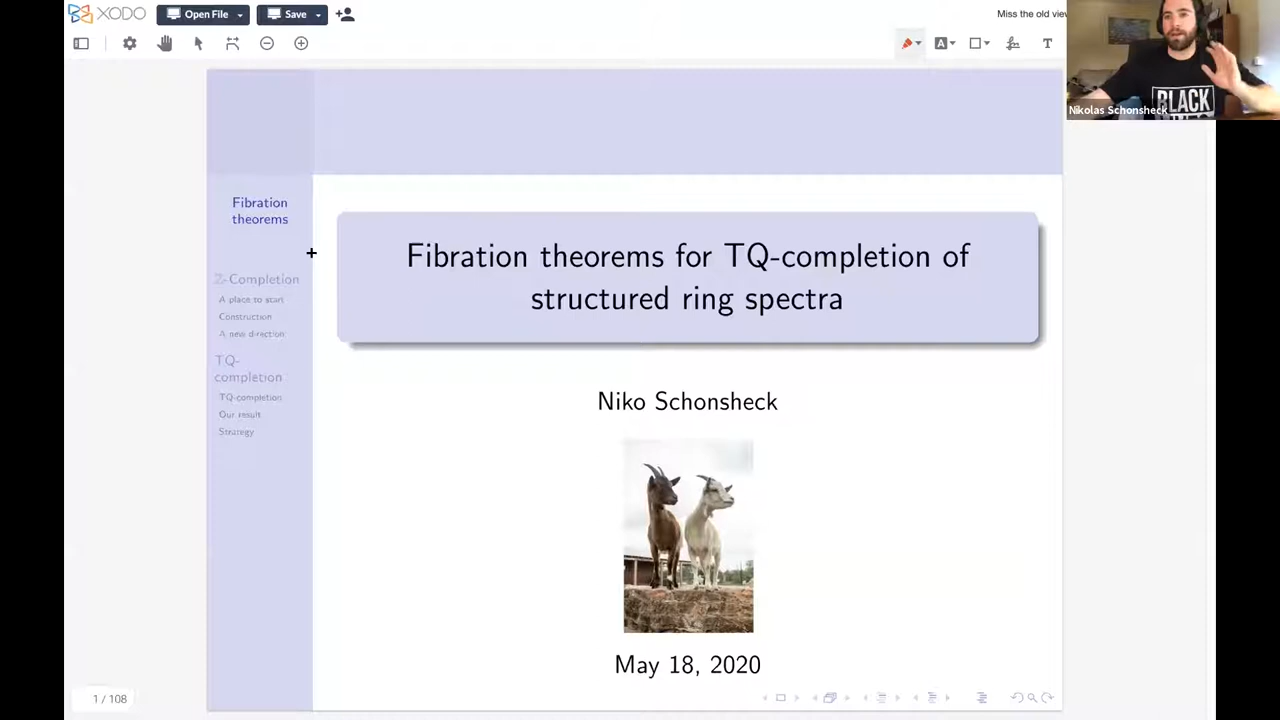 XODO
Open File
Save
Miss the old view
BLACK
Nikolas Schonsheck
Fibration
theorems
Z-Completion
A place to start
Construction
A new direction
TQ-
completion
TQ-completion
Our result
Strategy
Fibration theorems for TQ-completion of
structured ring spectra
Niko Schonsheck
May 18, 2020
1 / 108